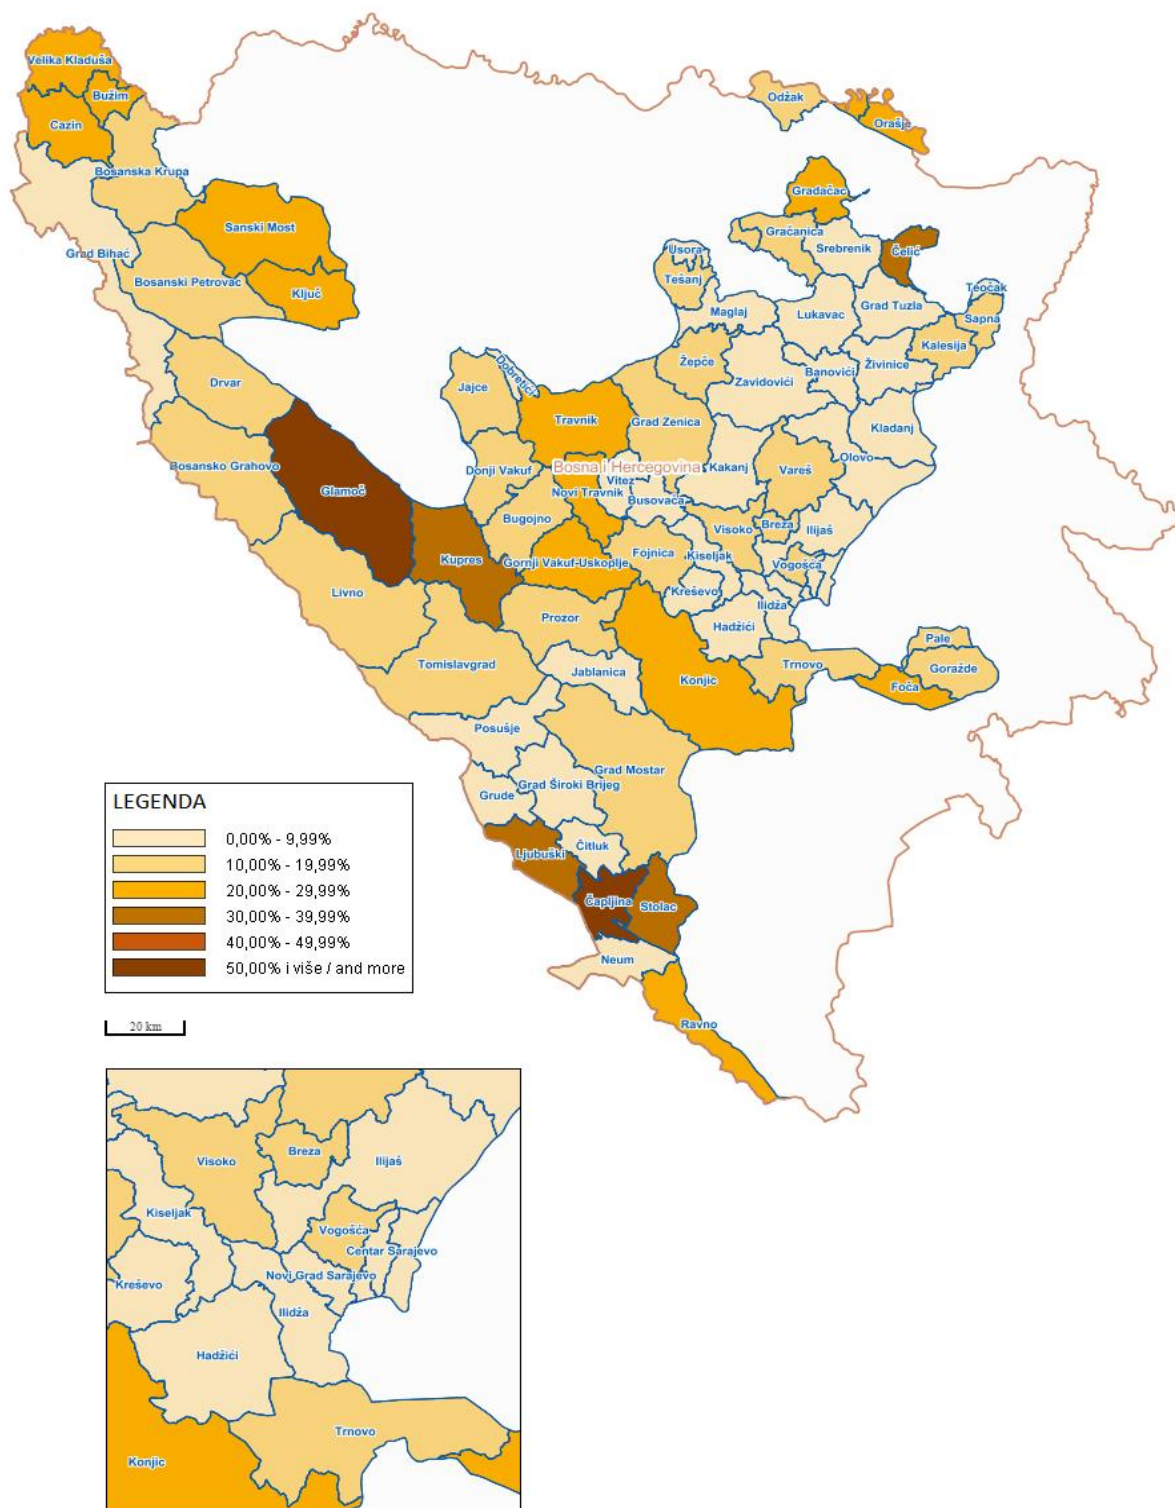 Velika Kladuša
Bužim
Cazin
Bosanska Krupa
Grad Bihać
Sanski Most
Bosanski Petrovac
Ključ
Drvar
Bosansko Grahovo
Glamoč
Livno
Kupres
Tomislavgrad
Odžak
Orašje
Gradačac
Gračanica
Srebrenik
Čelić
Usora
Tešanj
Maglaj
Lukavac
Grad Tuzla
Teočak
Sapna
Kalesija
Žepče
Zavidovići
Banovići
Živinice
Dobretići
Jajce
Travnik
Grad Zenica
Kladanj
Olovo
Donji Vakuf
Bosna i Hercegovina
Vitez
Novi Travnik
Busovača
Kakanj
Vareš
Bugojno
Visoko
Breza
Ilijaš
Gornji Vakuf-Uskoplje
Fojnica
Kiseljak
Vogošća
Kreševo
Ilidža
Hadžići
Prozor
Jablanica
Konjic
Trnovo
Pale
Goražde
Foča
Posušje
Grad Mostar
Grad Široki Brijeg
Grude
Čitluk
Ljubuški
Čapljina
Stolac
Neum
Ravno
LEGENDA
0,00% - 9,99%
10,00% - 19,99%
20,00% - 29,99%
30,00% - 39,99%
40,00% - 49,99%
50,00% i više / and more
20 km
Visoko
Breza
Ilijaš
Kiseljak
Vogošća
Centar Sarajevo
Novi Grad Sarajevo
Kreševo
Ilidža
Hadžići
Trnovo
Konjic